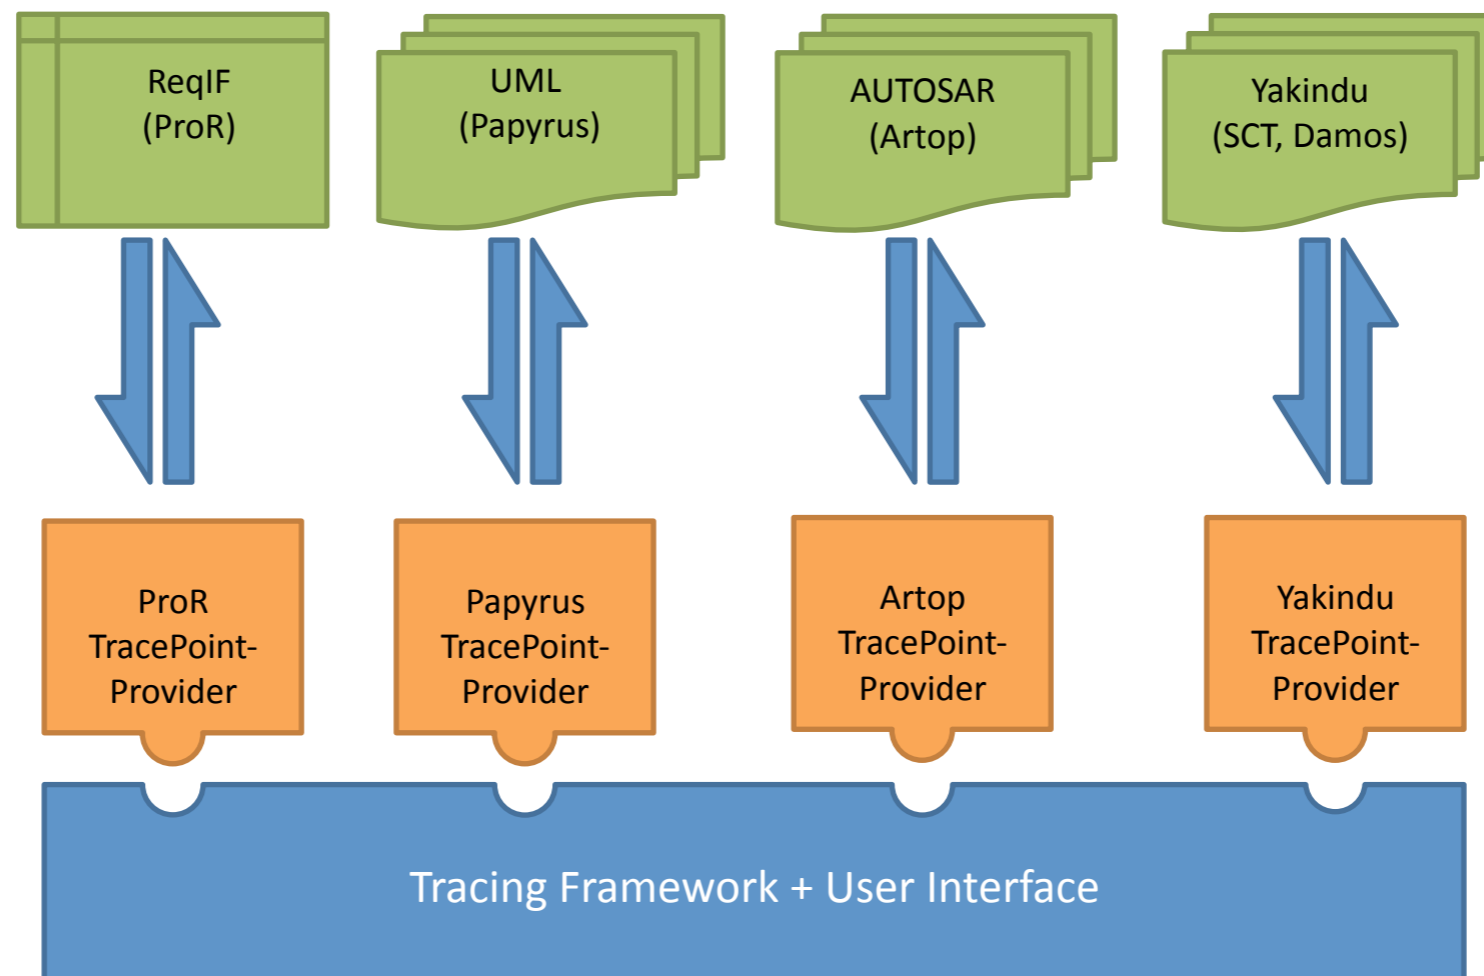 ReqIF
(ProR)
UML
(Papyrus)
AUTOSAR
(Artop)
Yakindu
(SCT, Damos)
ProR
TracePoint-
Provider
Papyrus
TracePoint-
Provider
Artop
TracePoint-
Provider
Yakindu
TracePoint-
Provider
Tracing Framework + User Interface